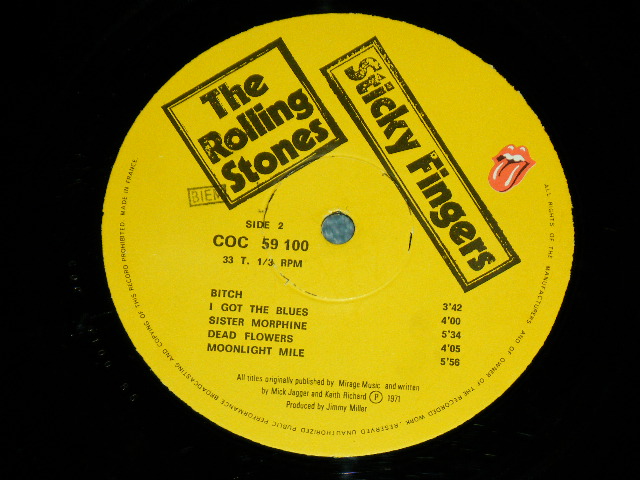 The
Rolling
Stones
Sticky Fingers
BIEM
SIDE 2
COC 59 100
33 T. 1/3 RPM
BITCH 3'42
I GOT THE BLUES 4'00
SISTER MORPHINE 5'34
DEAD FLOWERS 4'05
MOONLIGHT MILE 5'56
All titles originally published by Mirage Music and written
by Mick Jagger and Keith Richard Ⓟ 1971
Produced by Jimmy Miller
ALL RIGHTS OF THE MANUFACTURERS AND OF OWNER OF THE RECORDED WORK, RESERVED UNAUTHORIZED PUBLIC PERFORMANCE BROADCASTING AND COPYING OF THIS RECORD PROHIBITED. MADE IN FRANCE